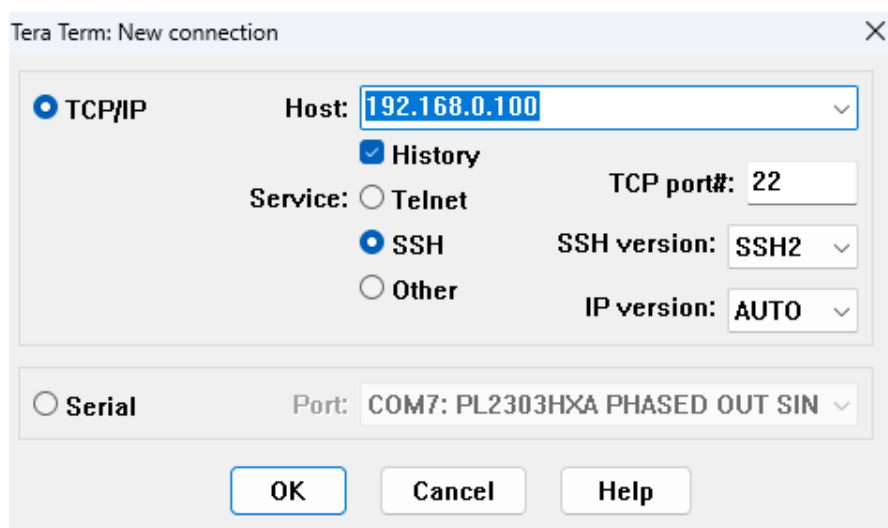 Tera Term: New connection
TCP/IP
Host: 192.168.0.100
History
Service: Telnet
TCP port#: 22
SSH
SSH version: SSH2
Other
IP version: AUTO
Serial
Port: COM7: PL2303HXA PHASED OUT SIN
OK Cancel Help